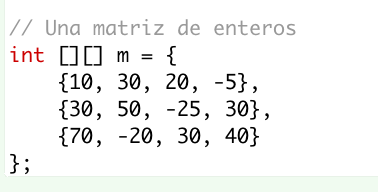 // Una matriz de enteros
int [][] m = {
    {10, 30, 20, -5},
    {30, 50, -25, 30},
    {70, -20, 30, 40}
};